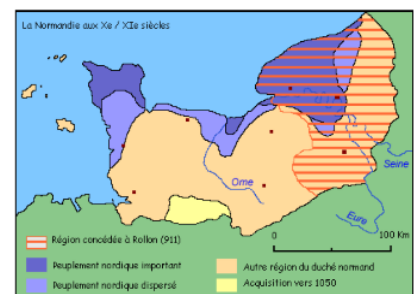 La Normandie aux Xe / XIe siècles
Seine
Orne
Eure
0 100 Km
Région concédée à Rollon (911)
Peuplement nordique important
Autre région du duché normand
Peuplement nordique dispersé
Acquisition vers 1050